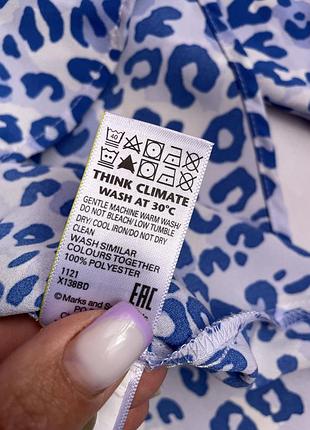 40
THINK CLIMATE
WASH AT 30°C
GENTLE MACHINE WARM WASH/
DO NOT BLEACH/LOW TUMBLE
DRY/COOL IRON/DO NOT DRY
CLEAN
WASH SIMILAR
COLOURS TOGETHER
100% POLYESTER
1121
X138BD
EAC
©Marks and